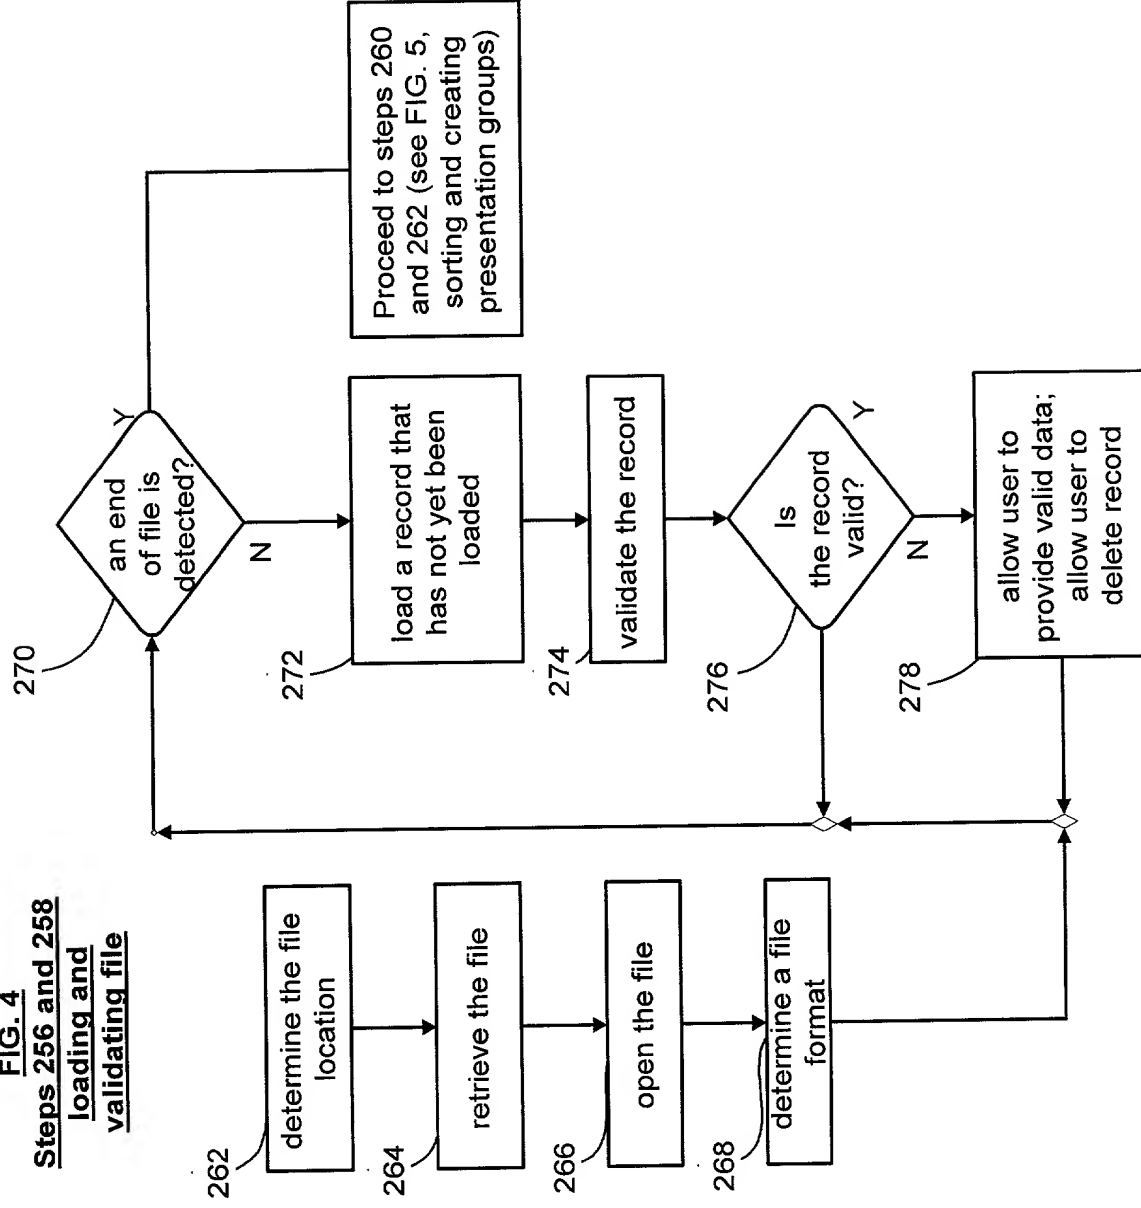 FIG. 4
Steps 256 and 258
loading and
validating file
262
determine the file
location
264
retrieve the file
266
open the file
268
determine a file
format
270
an end
of file is
detected?
Y
N
Proceed to steps 260
and 262 (see FIG. 5,
sorting and creating
presentation groups)
272
load a record that
has not yet been
loaded
274
validate the record
276
Is
the record
valid?
Y
N
278
allow user to
provide valid data;
allow user to
delete record